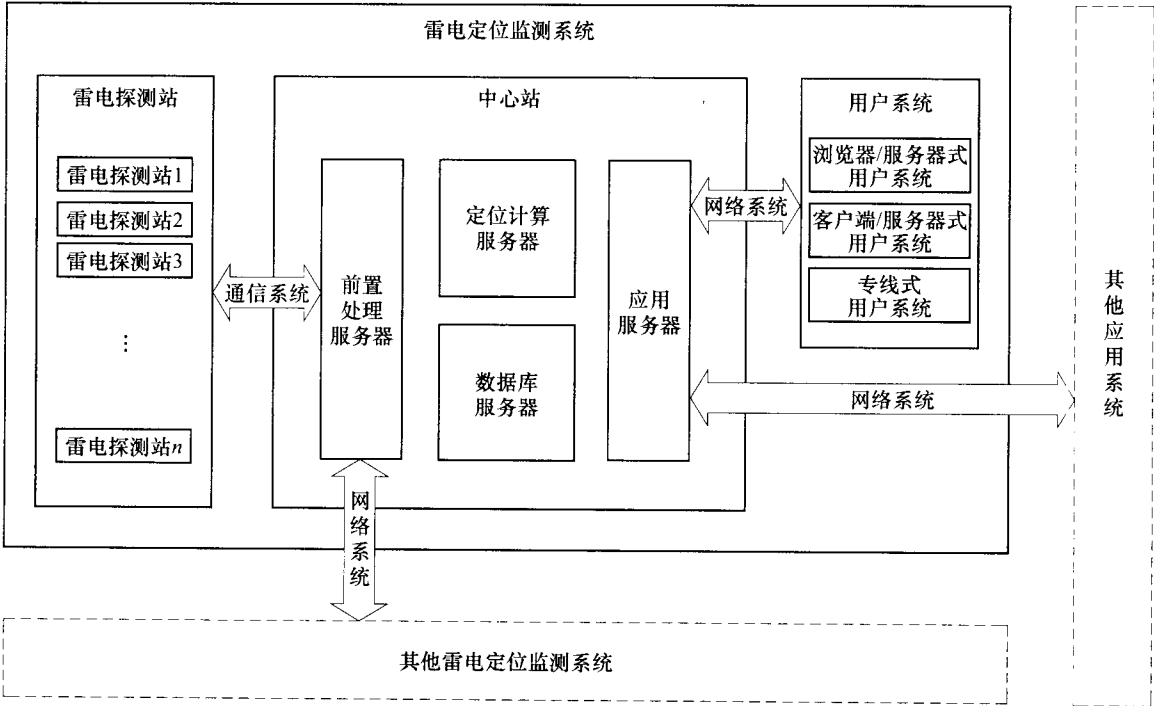 雷电定位监测系统
雷电探测站
雷电探测站1
雷电探测站2
雷电探测站3
⋮
雷电探测站n
通信系统
中心站
前置
处理
服务器
定位计算
服务器
数据库
服务器
应用
服务器
网络系统
用户系统
浏览器/服务器式
用户系统
客户端/服务器式
用户系统
专线式
用户系统
网络系统
其他应用系统
网络系统
其他雷电定位监测系统